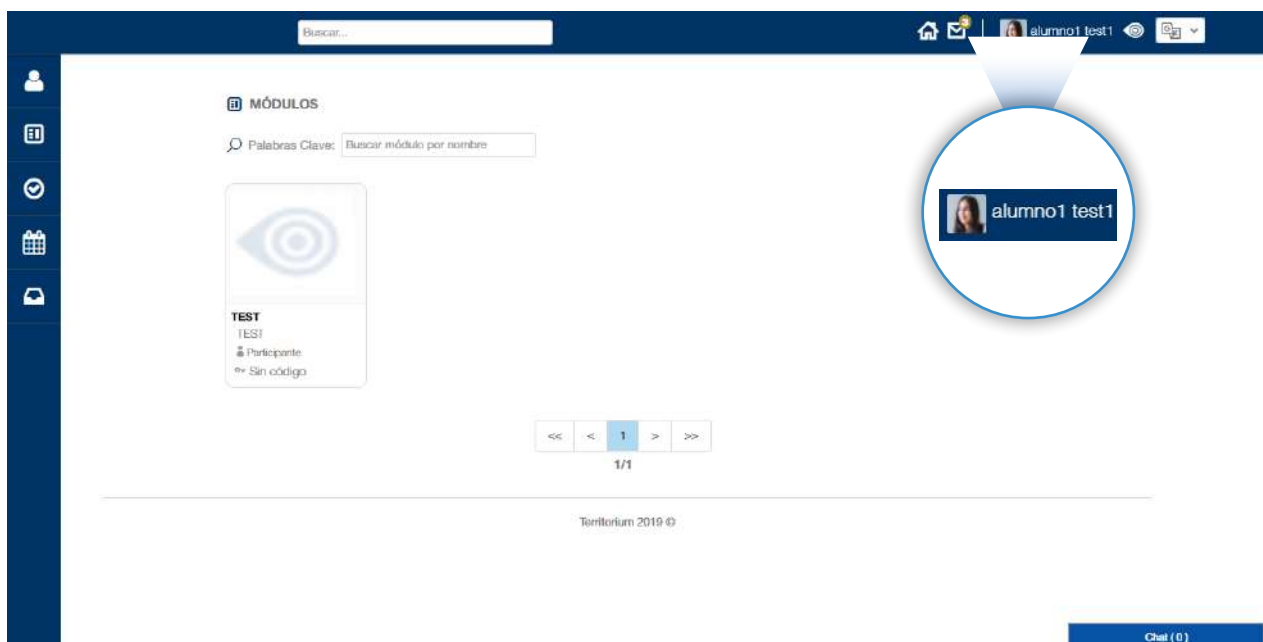 Buscar...
3
alumno1 test1
MÓDULOS
Palabras Clave: Buscar módulo por nombre
alumno1 test1
TEST
TEST
Participante
Sin código
<< < 1 > >>
1/1
Territorium 2019 ©
Chat ( 0 )